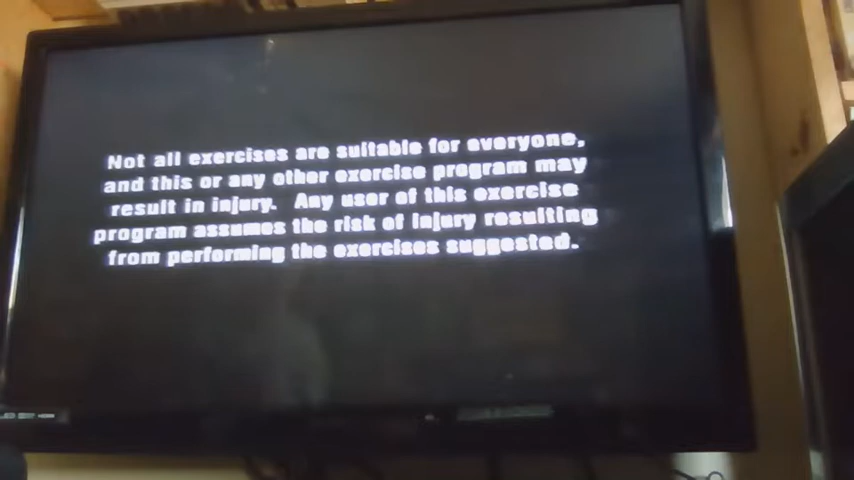 Not all exercises are suitable for everyone,
and this or any other exercise program may
result in injury. Any user of this exercise
program assumes the risk of injury resulting
from performing the exercises suggested.